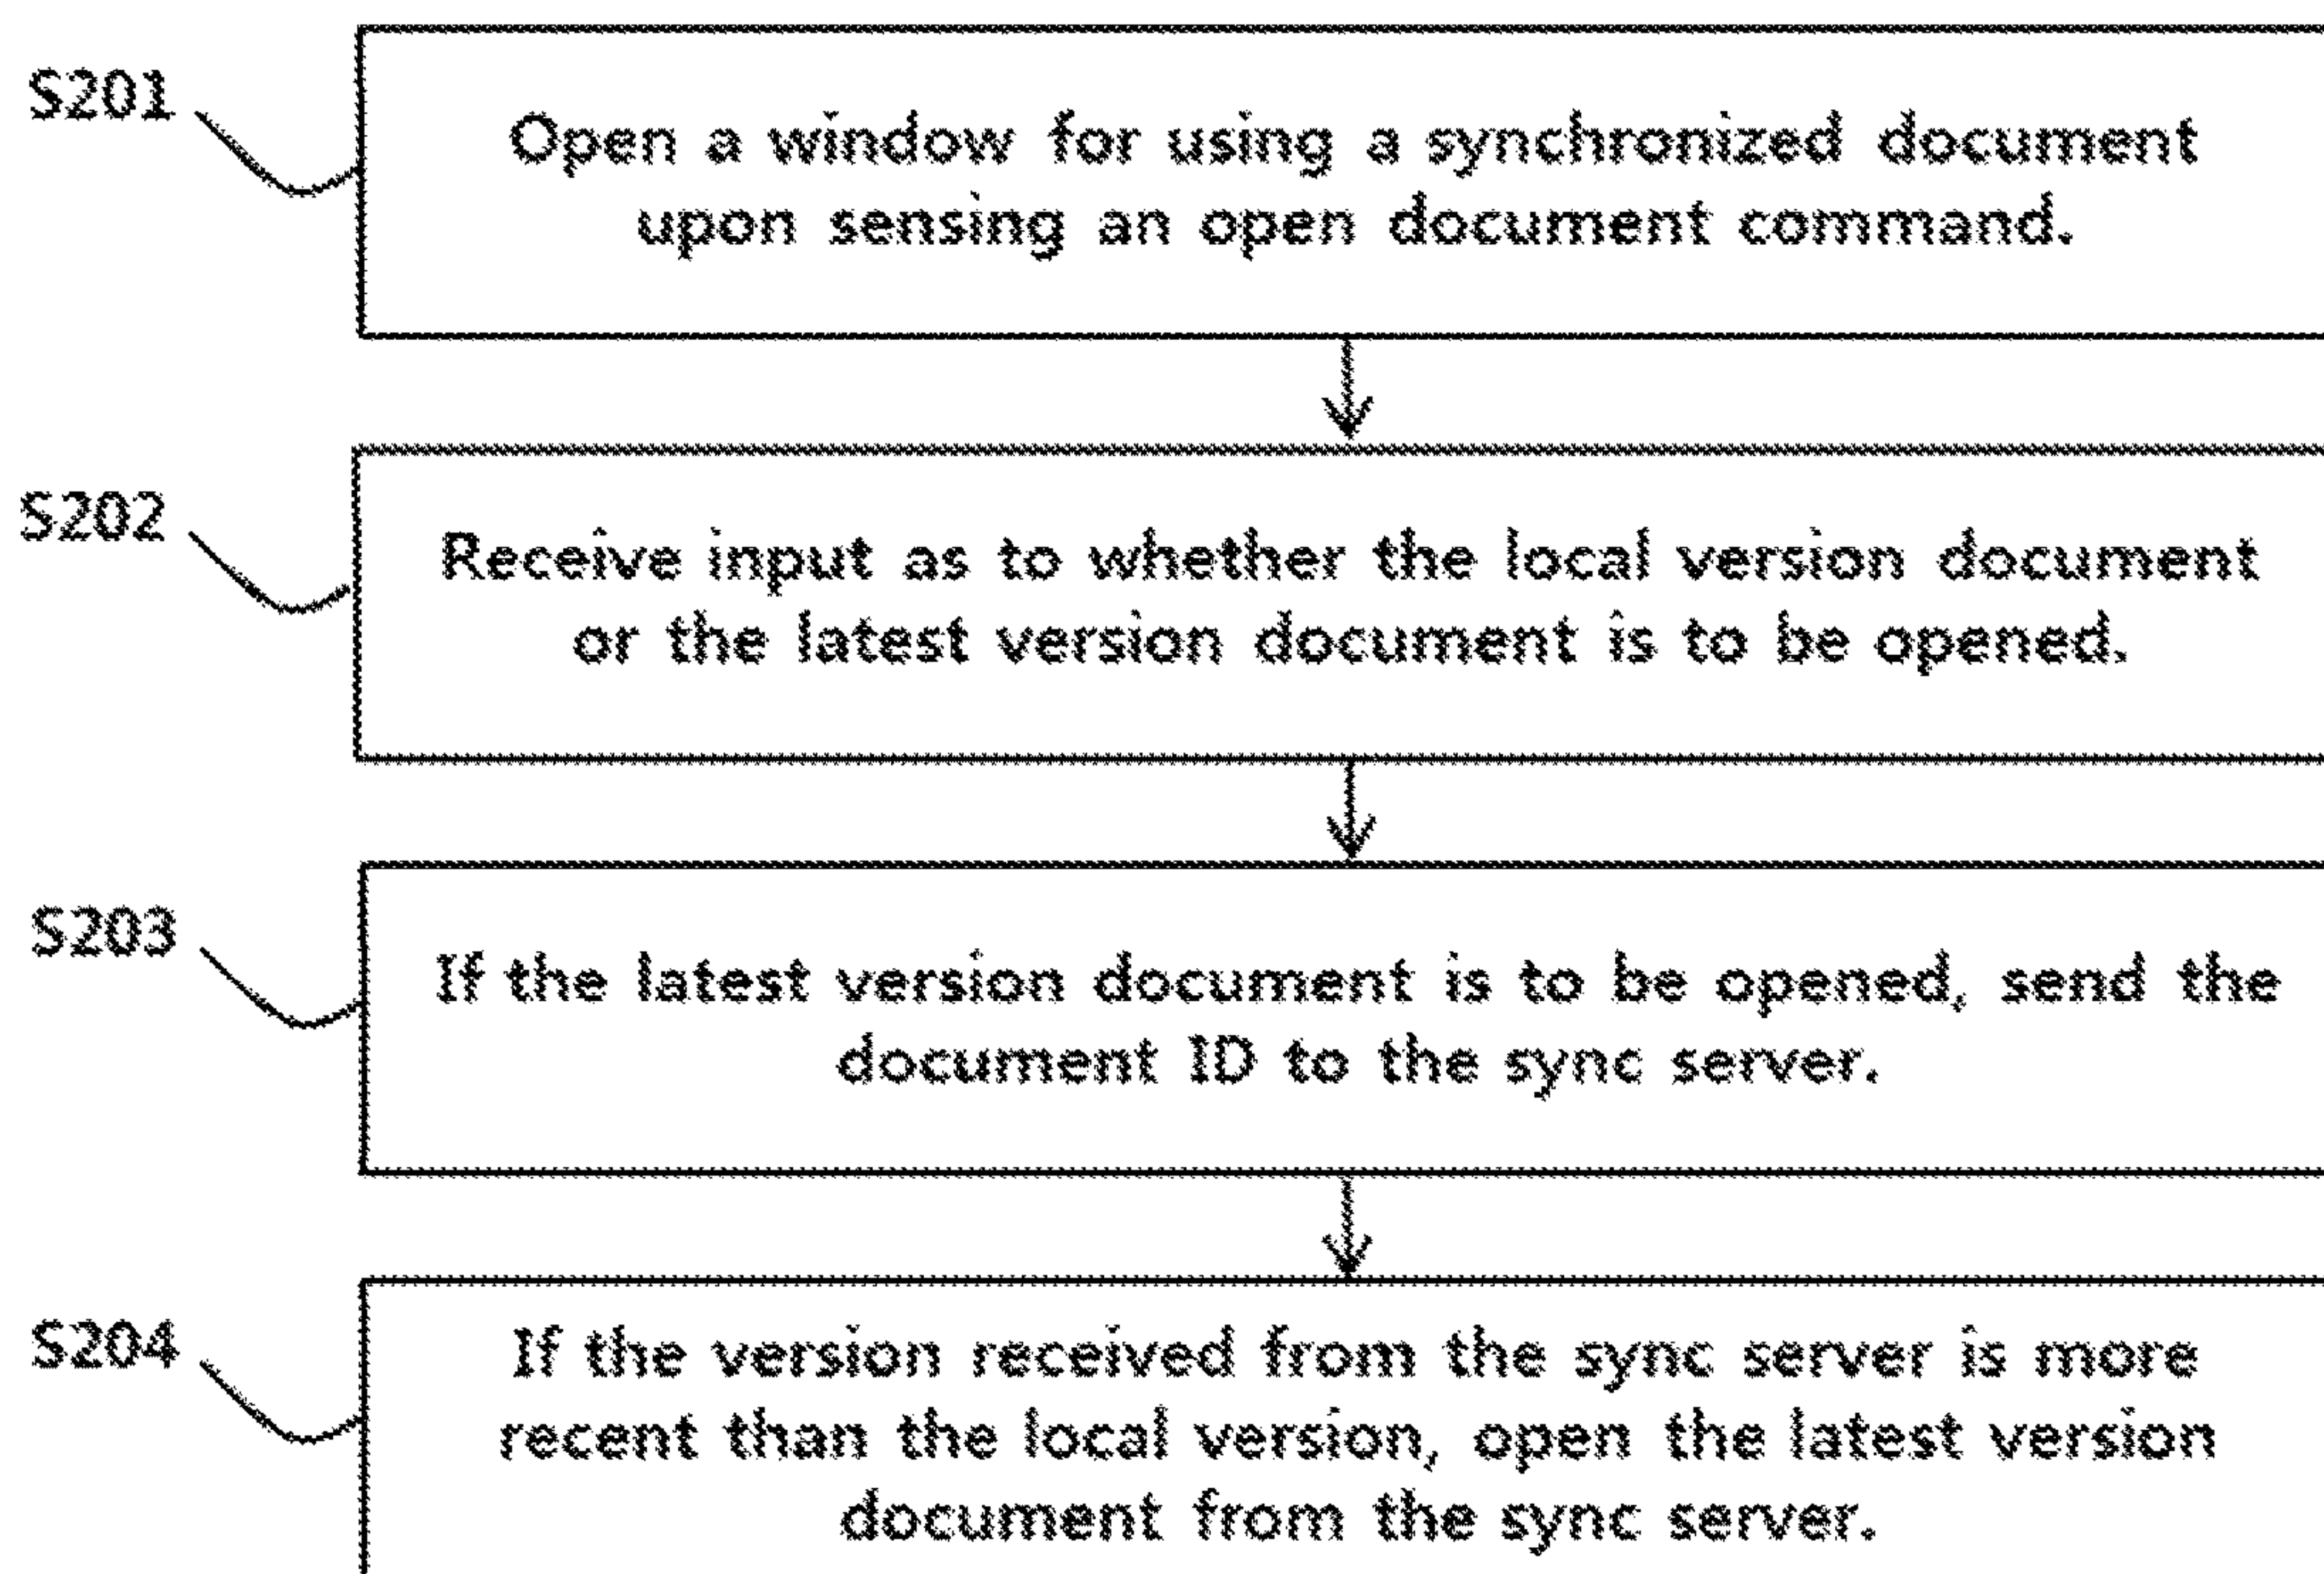 S201
Open a window for using a synchronized document
upon sensing an open document command.
S202
Receive input as to whether the local version document
or the latest version document is to be opened.
S203
If the latest version document is to be opened, send the
document ID to the sync server.
S204
If the version received from the sync server is more
recent than the local version, open the latest version
document from the sync server.